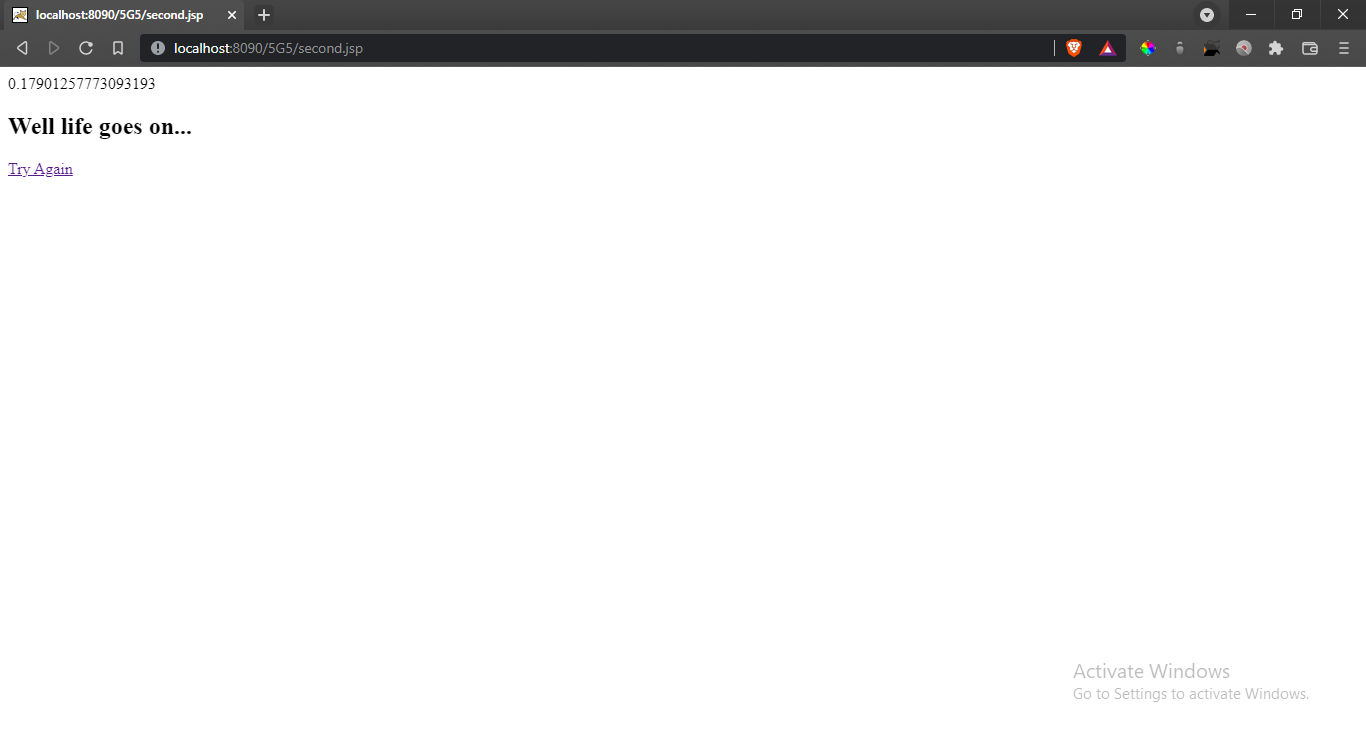 localhost:8090/5G5/second.jsp
localhost:8090/5G5/second.jsp
0.17901257773093193
Well life goes on...
Try Again
Activate Windows
Go to Settings to activate Windows.